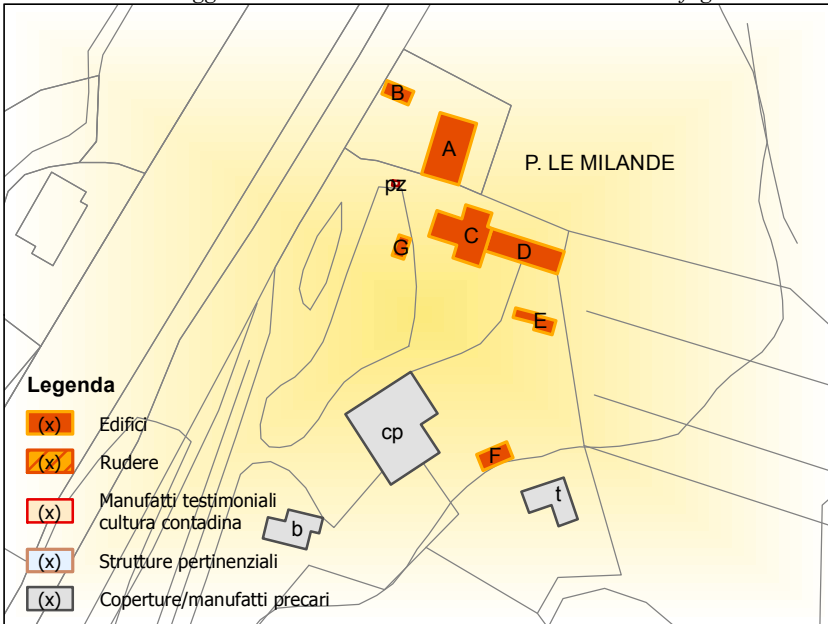 B
A
P. LE MILANDE
pz
C
G
D
E
Legenda
(x) Edifici
cp
(x) Rudere
F
(x) Manufatti testimoniali
cultura contadina
t
b
(x) Strutture pertinenziali
(x) Coperture/manufatti precari